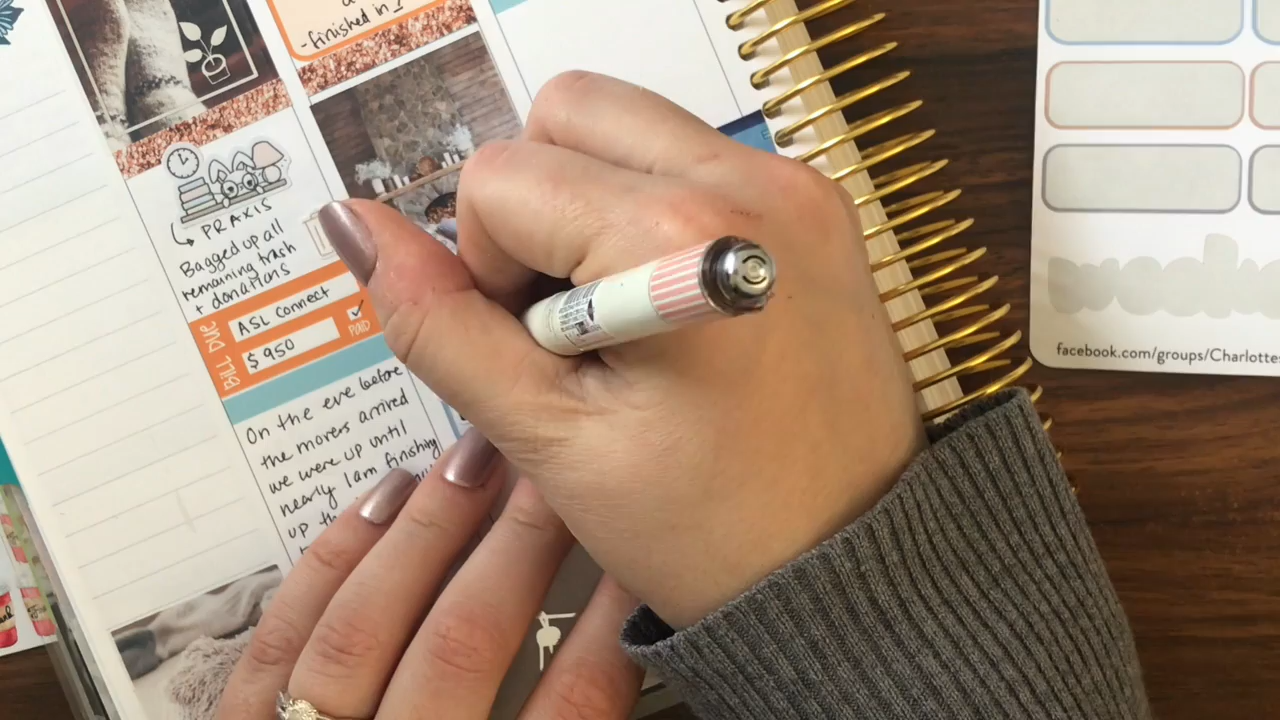 -finished in
PRAXIS
Bagged up all
remaining trash
+ donations
BILL DUE
ASL Connect
$ 950
PAID
On the eve before
the movers arrived
we were up until
nearly 1am finishing
up
facebook.com/groups/Charlotte